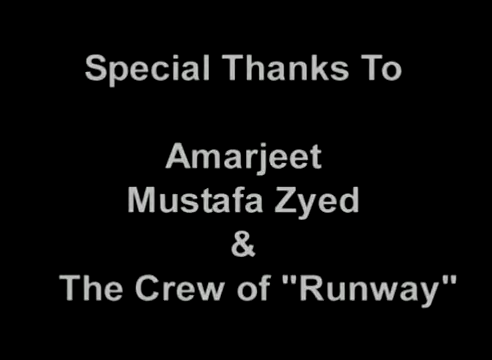 Special Thanks To
Amarjeet
Mustafa Zyed
&
The Crew of "Runway"